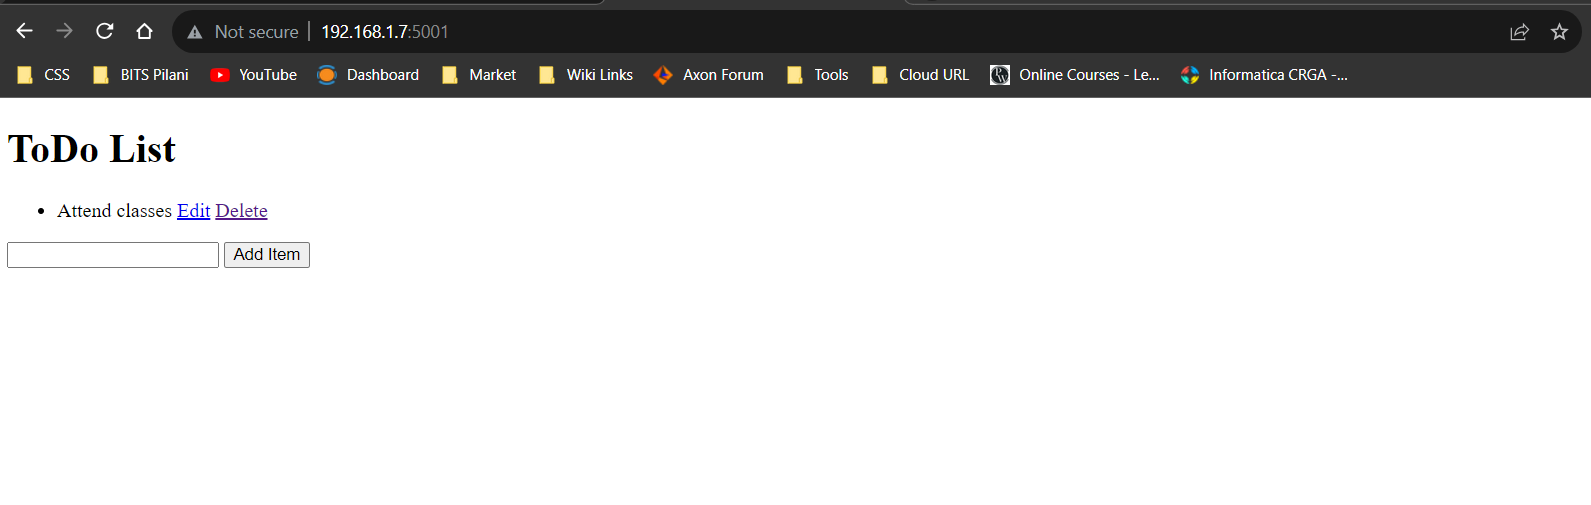 Not secure | 192.168.1.7:5001
CSS BITS Pilani YouTube Dashboard Market Wiki Links Axon Forum Tools Cloud URL Online Courses - Le... Informatica CRGA -...
ToDo List
• Attend classes Edit Delete
Add Item